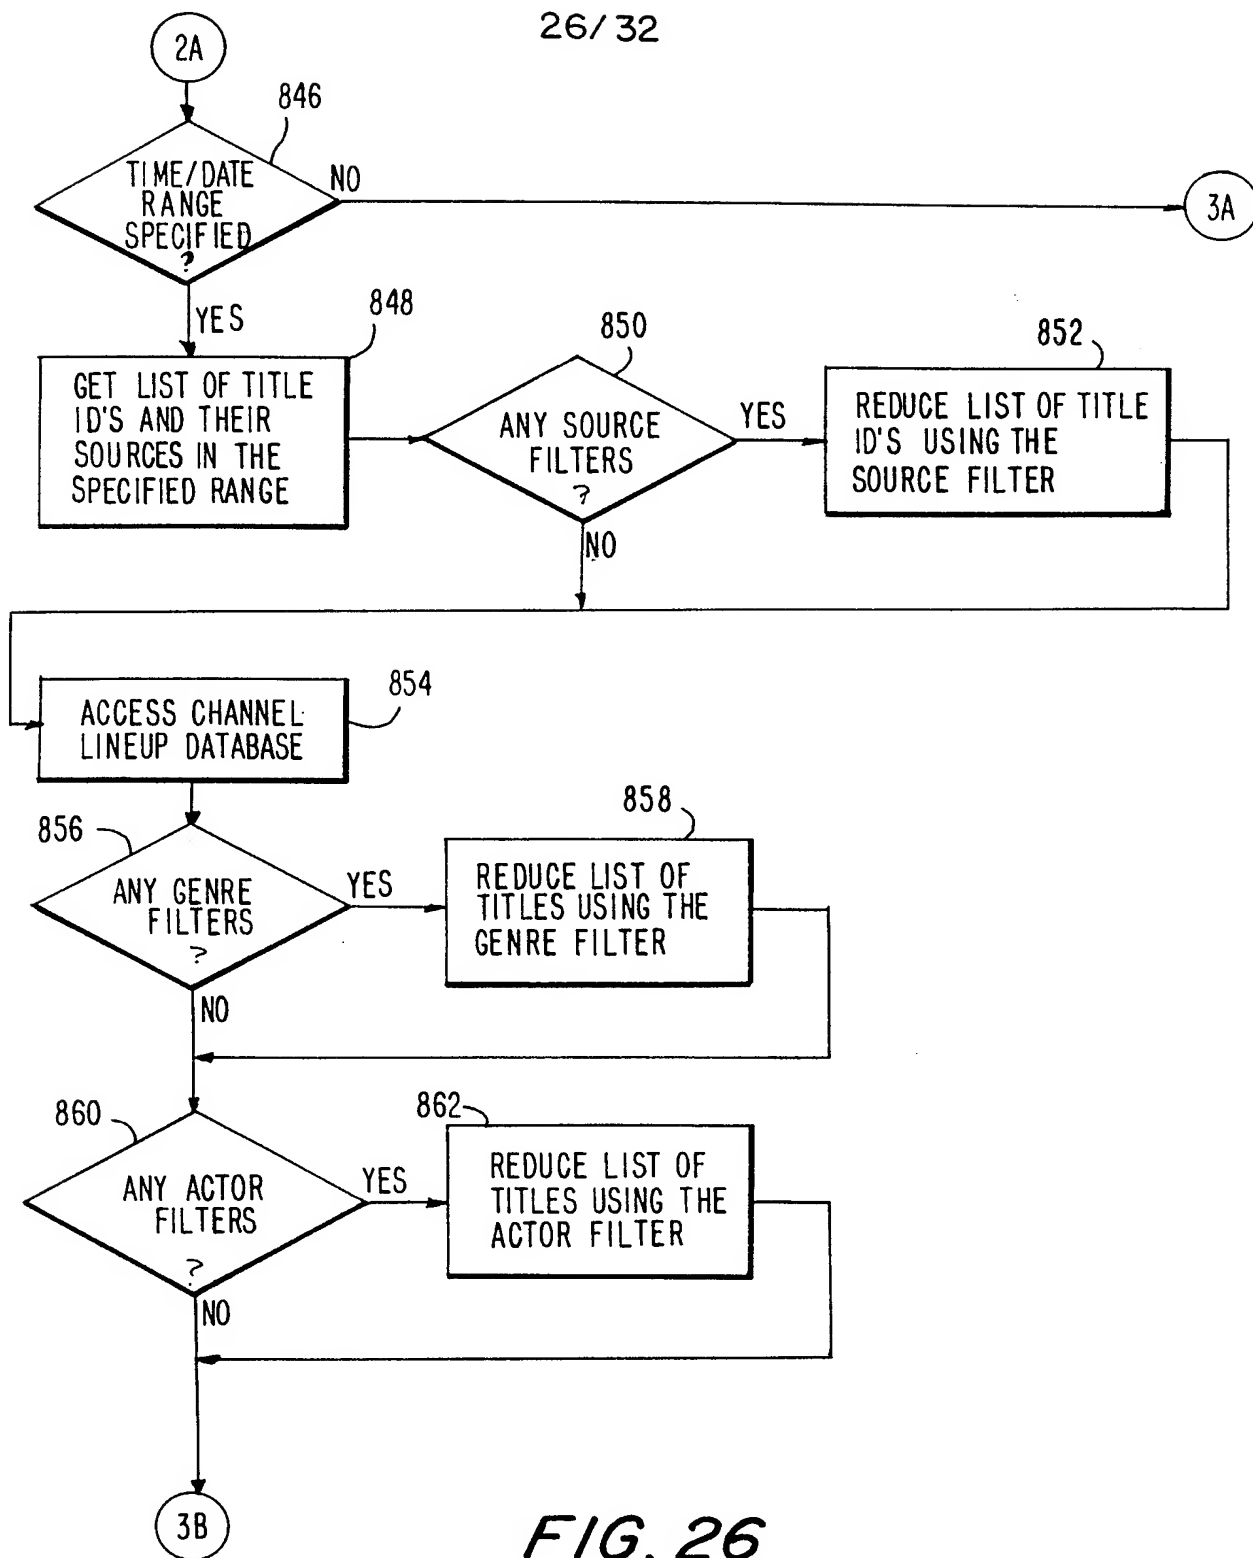 26/32
2A
846
TIME/DATE
RANGE
SPECIFIED
?
NO
3A
YES
848
GET LIST OF TITLE
ID'S AND THEIR
SOURCES IN THE
SPECIFIED RANGE
850
ANY SOURCE
FILTERS
?
YES
NO
852
REDUCE LIST OF TITLE
ID'S USING THE
SOURCE FILTER
854
ACCESS CHANNEL
LINEUP DATABASE
856
ANY GENRE
FILTERS
?
YES
NO
858
REDUCE LIST OF
TITLES USING THE
GENRE FILTER
860
ANY ACTOR
FILTERS
?
YES
NO
862
REDUCE LIST OF
TITLES USING THE
ACTOR FILTER
3B
FIG. 26